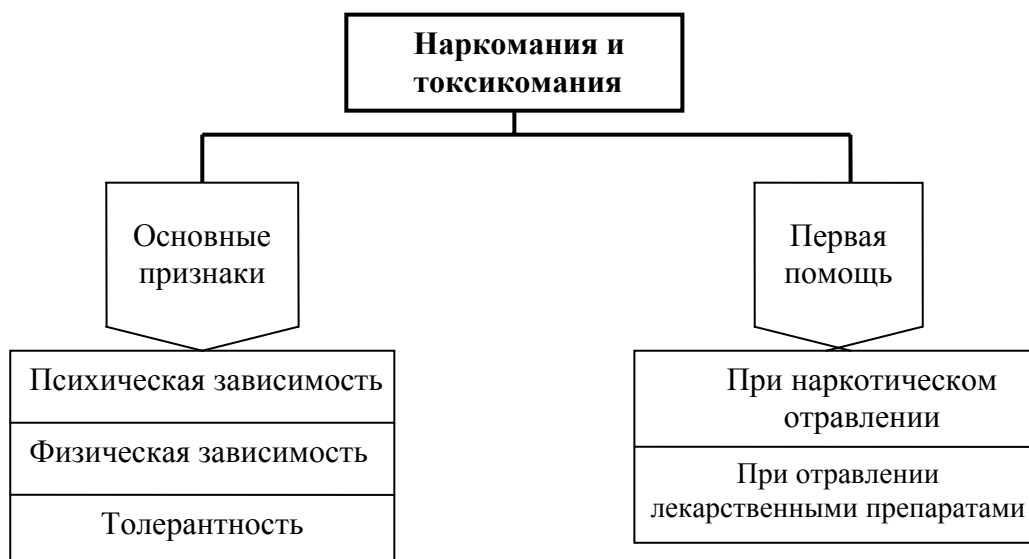 Наркомания и
токсикомания
Основные
признаки
Первая
помощь
Психическая зависимость
Физическая зависимость
Толерантность
При наркотическом
отравлении
При отравлении
лекарственными препаратами